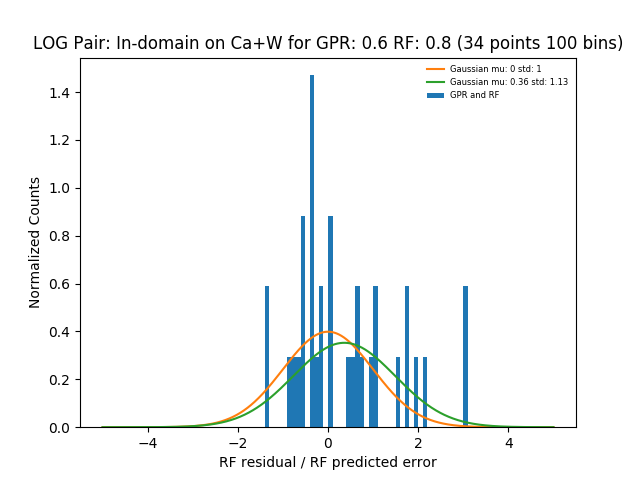 LOG Pair: In-domain on Ca+W for GPR: 0.6 RF: 0.8 (34 points 100 bins)
Gaussian mu: 0 std: 1
Gaussian mu: 0.36 std: 1.13
GPR and RF
Normalized Counts
1.4
1.2
1.0
0.8
0.6
0.4
0.2
0.0
−4 −2 0 2 4
RF residual / RF predicted error